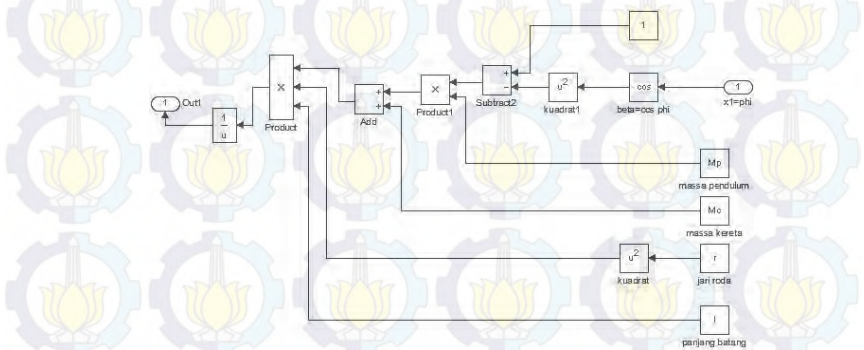 1
+
-
Subtract2
u²
kuadrat1
cos
beta=cos phi
1
x1=phi
×
Product1
+
+
Add
×
Product
1
u
1
Out1
Mp
massa pendulum
Mc
massa kereta
u²
kuadrat
r
jari roda
l
panjang batang